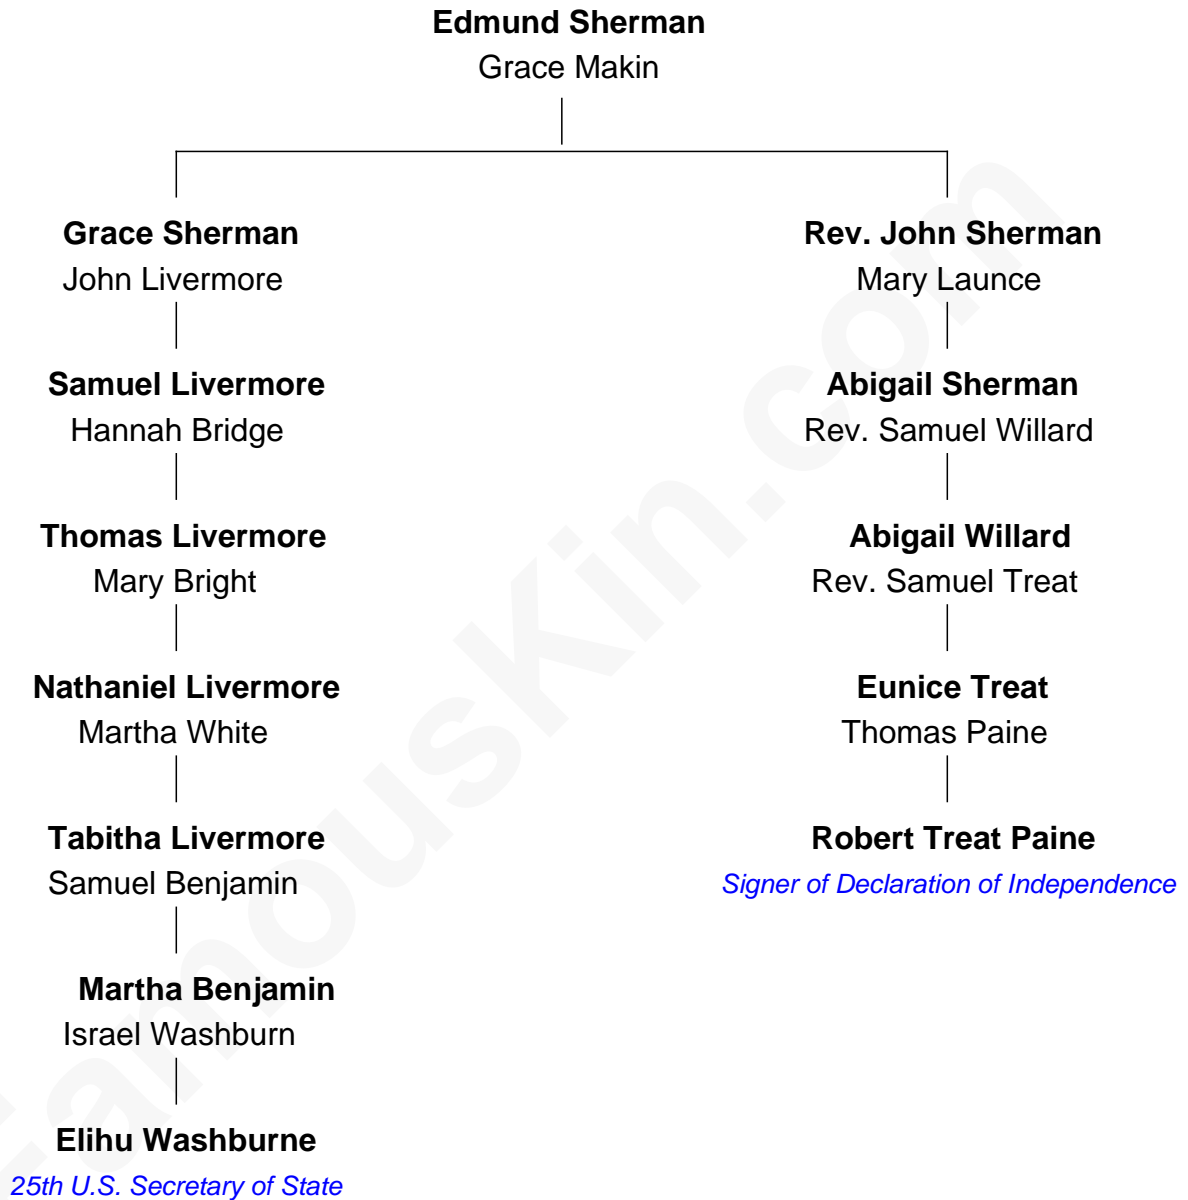 Edmund Sherman
Grace Makin
Grace Sherman
John Livermore
Rev. John Sherman
Mary Launce
Samuel Livermore
Hannah Bridge
Abigail Sherman
Rev. Samuel Willard
Thomas Livermore
Mary Bright
Abigail Willard
Rev. Samuel Treat
Nathaniel Livermore
Martha White
Eunice Treat
Thomas Paine
Tabitha Livermore
Samuel Benjamin
Robert Treat Paine
Signer of Declaration of Independence
Martha Benjamin
Israel Washburn
Elihu Washburne
25th U.S. Secretary of State
FamousKin.com